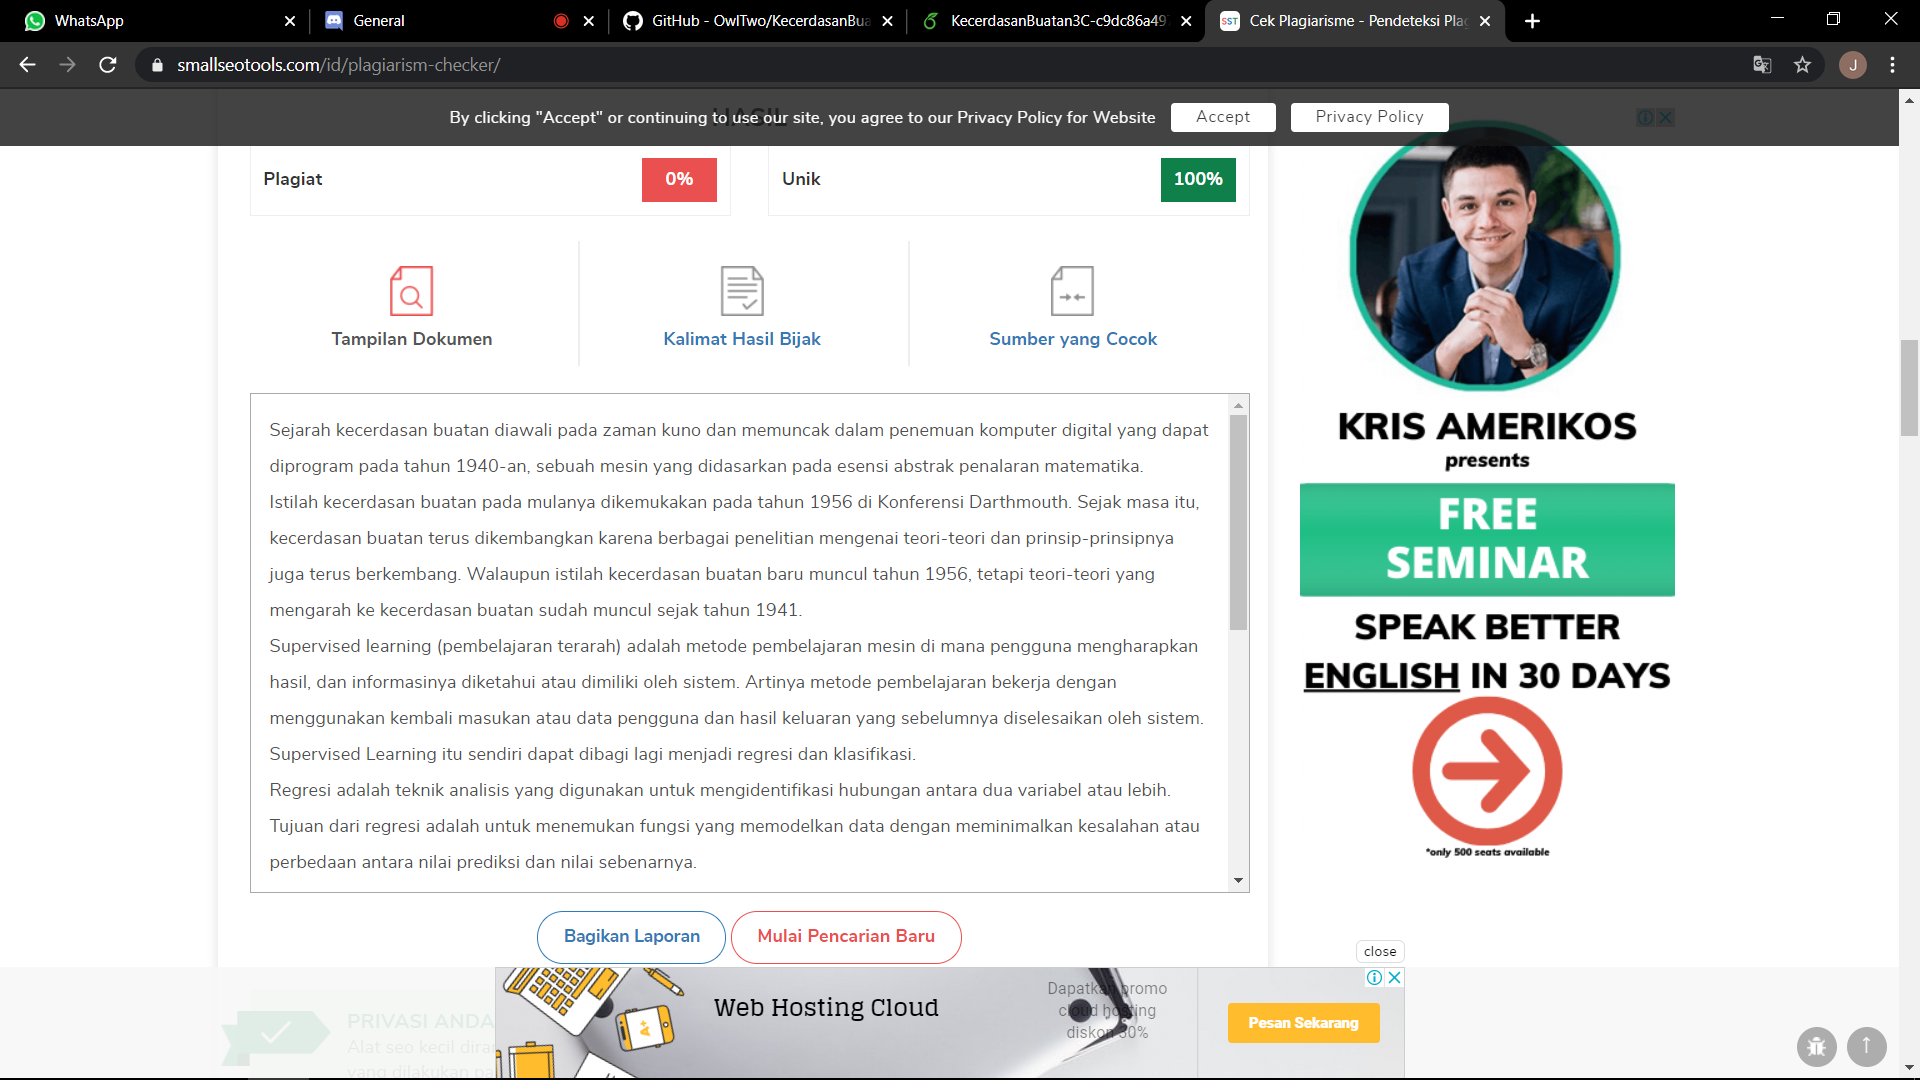 WhatsApp
General
GitHub - OwlTwo/KecerdasanBua
KecerdasanBuatan3C-c9dc86a497
SST
Cek Plagiarisme - Pendeteksi Plag
smallseotools.com/id/plagiarism-checker/
J
By clicking "Accept" or continuing to use our site, you agree to our Privacy Policy for Website
Accept
Privacy Policy
HASIL
Plagiat
0%
Unik
100%
Tampilan Dokumen
Kalimat Hasil Bijak
Sumber yang Cocok
Sejarah kecerdasan buatan diawali pada zaman kuno dan memuncak dalam penemuan komputer digital yang dapat
diprogram pada tahun 1940-an, sebuah mesin yang didasarkan pada esensi abstrak penalaran matematika.
Istilah kecerdasan buatan pada mulanya dikemukakan pada tahun 1956 di Konferensi Darthmouth. Sejak masa itu,
kecerdasan buatan terus dikembangkan karena berbagai penelitian mengenai teori-teori dan prinsip-prinsipnya
juga terus berkembang. Walaupun istilah kecerdasan buatan baru muncul tahun 1956, tetapi teori-teori yang
mengarah ke kecerdasan buatan sudah muncul sejak tahun 1941.
Supervised learning (pembelajaran terarah) adalah metode pembelajaran mesin di mana pengguna mengharapkan
hasil, dan informasinya diketahui atau dimiliki oleh sistem. Artinya metode pembelajaran bekerja dengan
menggunakan kembali masukan atau data pengguna dan hasil keluaran yang sebelumnya diselesaikan oleh sistem.
Supervised Learning itu sendiri dapat dibagi lagi menjadi regresi dan klasifikasi.
Regresi adalah teknik analisis yang digunakan untuk mengidentifikasi hubungan antara dua variabel atau lebih.
Tujuan dari regresi adalah untuk menemukan fungsi yang memodelkan data dengan meminimalkan kesalahan atau
perbedaan antara nilai prediksi dan nilai sebenarnya.
Bagikan Laporan
Mulai Pencarian Baru
KRIS AMERIKOS
presents
FREE
SEMINAR
SPEAK BETTER
ENGLISH IN 30 DAYS
*only 500 seats available
close
Web Hosting Cloud
Dapatkan promo
cloud hosting
diskon 30%
Pesan Sekarang
PRIVASI ANDA
Alat seo kecil dira
yang dilakukan pa